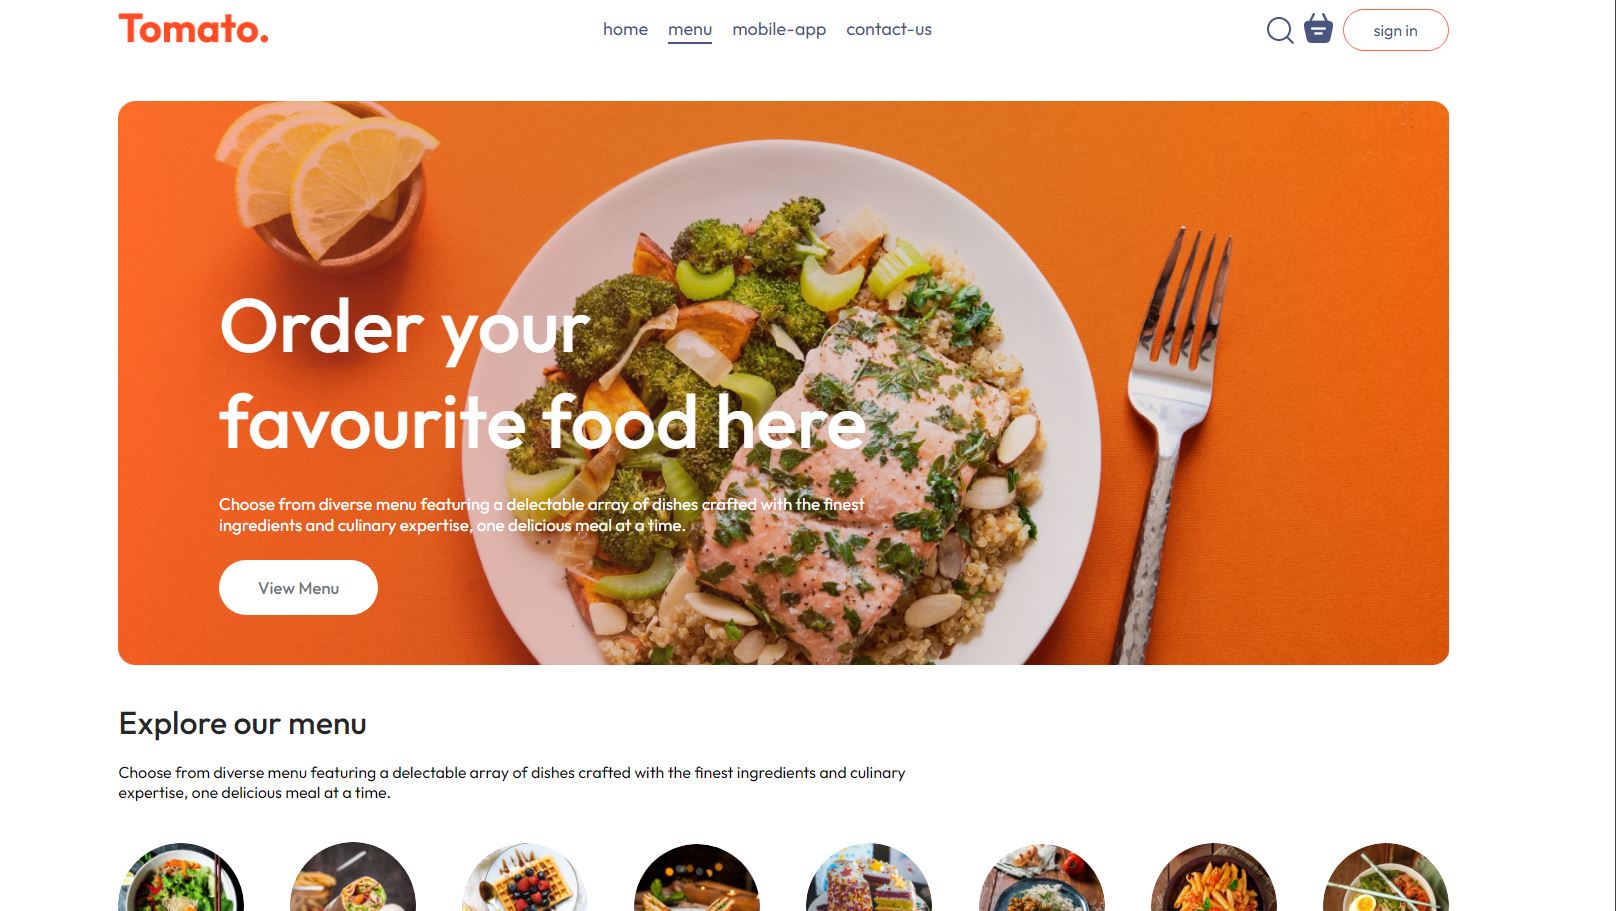 Tomato.
home menu mobile-app contact-us
sign in
Order your
favourite food here
Choose from diverse menu featuring a delectable array of dishes crafted with the finest
ingredients and culinary expertise, one delicious meal at a time.
View Menu
Explore our menu
Choose from diverse menu featuring a delectable array of dishes crafted with the finest ingredients and culinary
expertise, one delicious meal at a time.